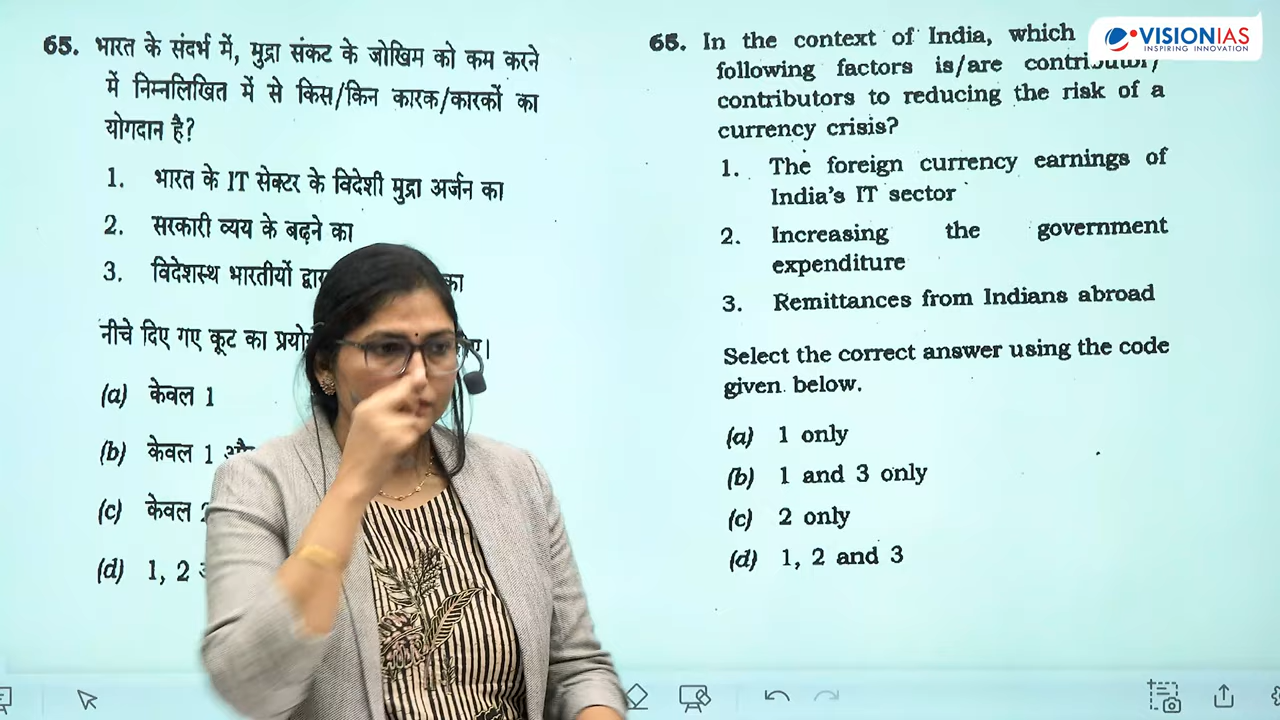 65. भारत के संदर्भ में, मुद्रा संकट के जोखिम को कम करने
में निम्नलिखित में से किस/किन कारक/कारकों का
योगदान है?
1. भारत के IT सेक्टर के विदेशी मुद्रा अर्जन का
2. सरकारी व्यय के बढ़ने का
3. विदेशस्थ भारतीयों का
नीचे दिए गए कूट का
(a) केवल 1
(b) केवल 1
(c) केवल
(d) 1, 2
65. In the context of India, which
following factors is/are contributor/
contributors to reducing the risk of a
currency crisis?
1. The foreign currency earnings of
India's IT sector
2. Increasing the government
expenditure
3. Remittances from Indians abroad
Select the correct answer using the code
given below.
(a) 1 only
(b) 1 and 3 only
(c) 2 only
(d) 1, 2 and 3
VISIONIAS
INSPIRING INNOVATION